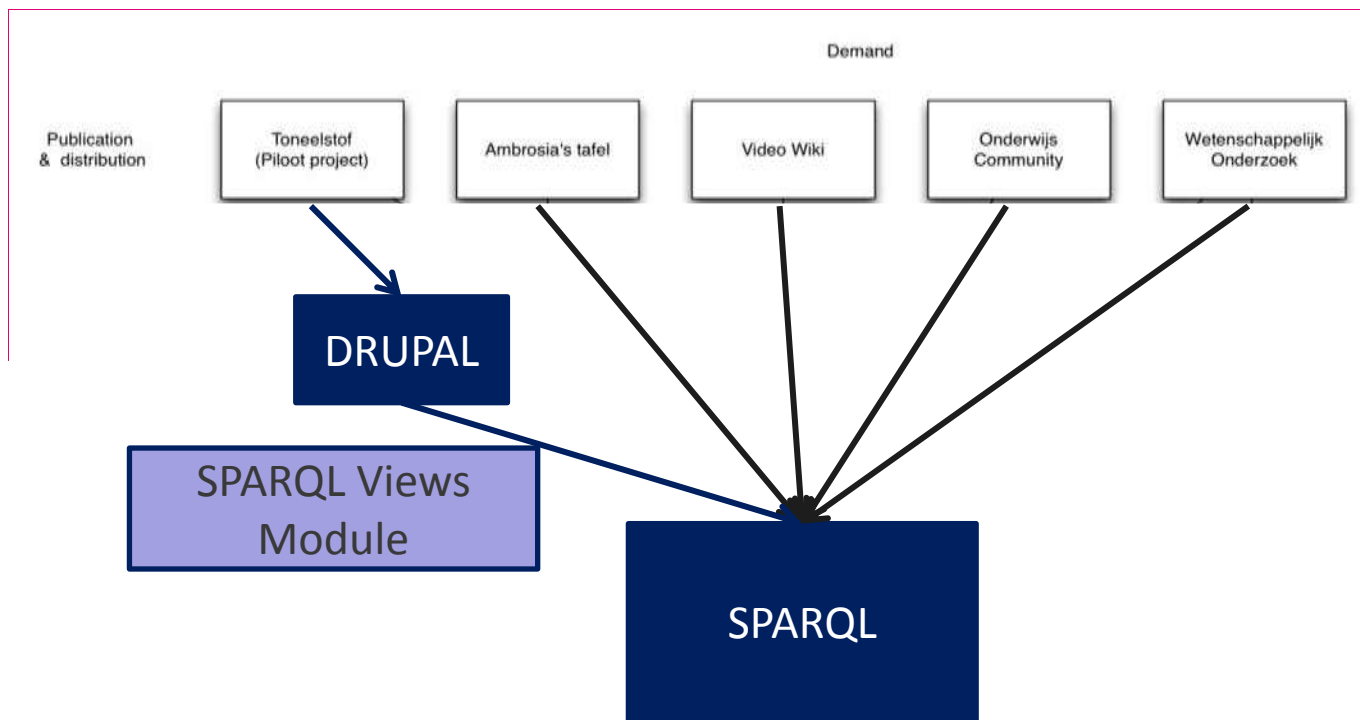 Demand
Publication
& distribution
Toneelstof
(Piloot project)
Ambrosia's tafel
Video Wiki
Onderwijs
Community
Wetenschappelijk
Onderzoek
DRUPAL
SPARQL Views
Module
SPARQL